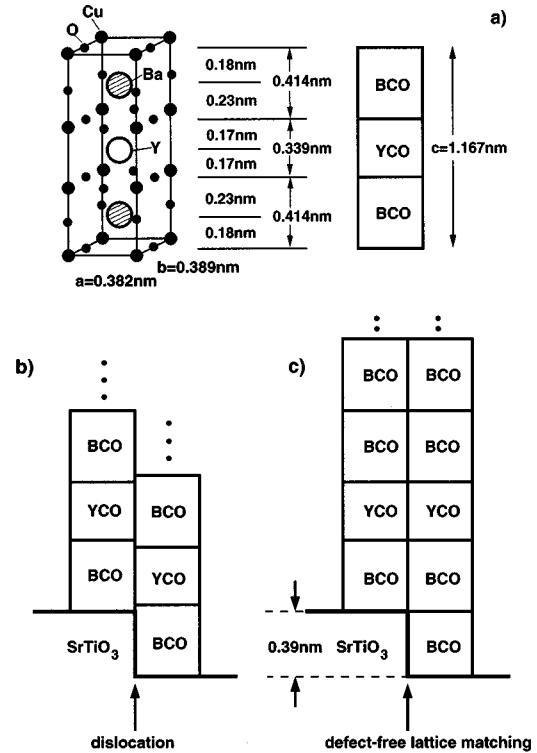 a)
Cu
O
Ba
Y
0.18nm
0.23nm
0.414nm
0.17nm
0.17nm
0.339nm
0.23nm
0.18nm
0.414nm
BCO
YCO
BCO
c=1.167nm
b=0.389nm
a=0.382nm
b)
BCO
YCO
BCO
BCO
YCO
BCO
SrTiO3
dislocation
c)
BCO BCO
BCO BCO
YCO YCO
BCO BCO
0.39nm SrTiO3 BCO
defect-free lattice matching